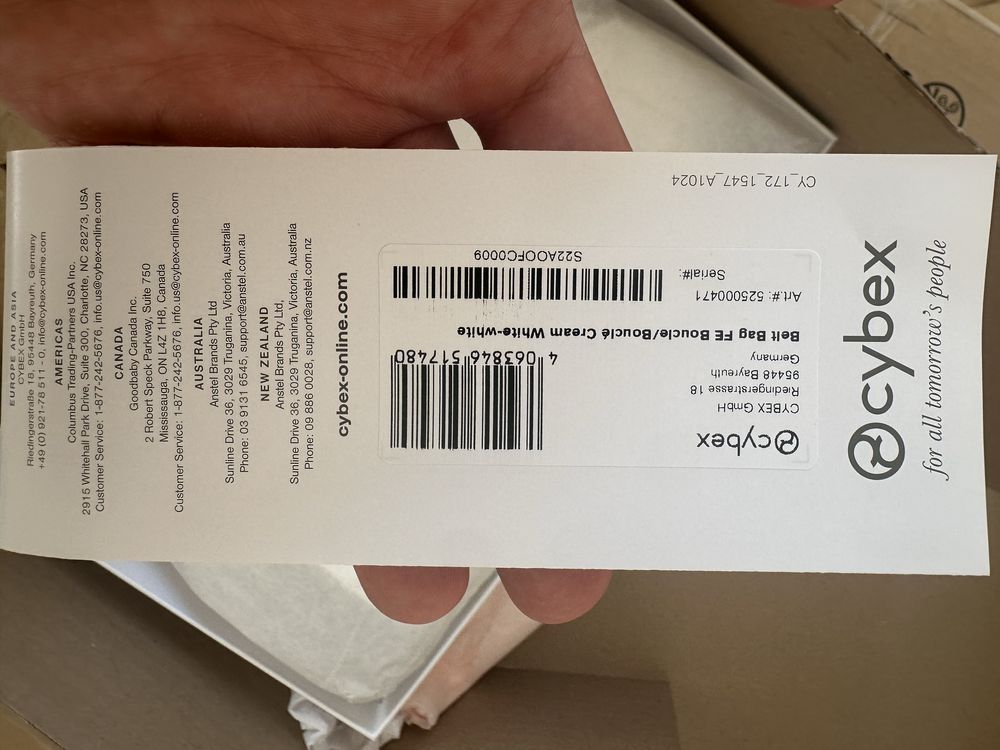 EUROPE AND ASIA
CYBEX GmbH
Riedingerstraße 18, 95448 Bayreuth, Germany
+49 (0) 921-78 511 - 0, info@cybex-online.com
AMERICAS
Columbus Trading-Partners USA Inc.
2915 Whitehall Park Drive, Suite 300, Charlotte, NC 28273, USA
Customer Service: 1-877-242-5676, info.us@cybex-online.com
CANADA
Goodbaby Canada Inc.
2 Robert Speck Parkway, Suite 750
Mississauga, ON L4Z 1H8, Canada
Customer Service: 1-877-242-5676, info.us@cybex-online.com
AUSTRALIA
Anstel Brands Pty Ltd
Sunline Drive 36, 3029 Truganina, Victoria, Australia
Phone: 03 9131 6545, support@anstel.com.au
NEW ZEALAND
Anstel Brands Pty Ltd,
Sunline Drive 36, 3029 Truganina, Victoria, Australia
Phone: 09 886 0028, support@anstel.com.nz
cybex-online.com
cybex
CYBEX GmbH
Riedingerstrasse 18
95448 Bayreuth
Germany
4 063846 517480
Belt Bag FE Boucle/Bouclé Cream White-white
Art.#: 525000471
Serial#:
S22AOOFC0009
CY_172_1547_A1024
cybex
for all tomorrow's people